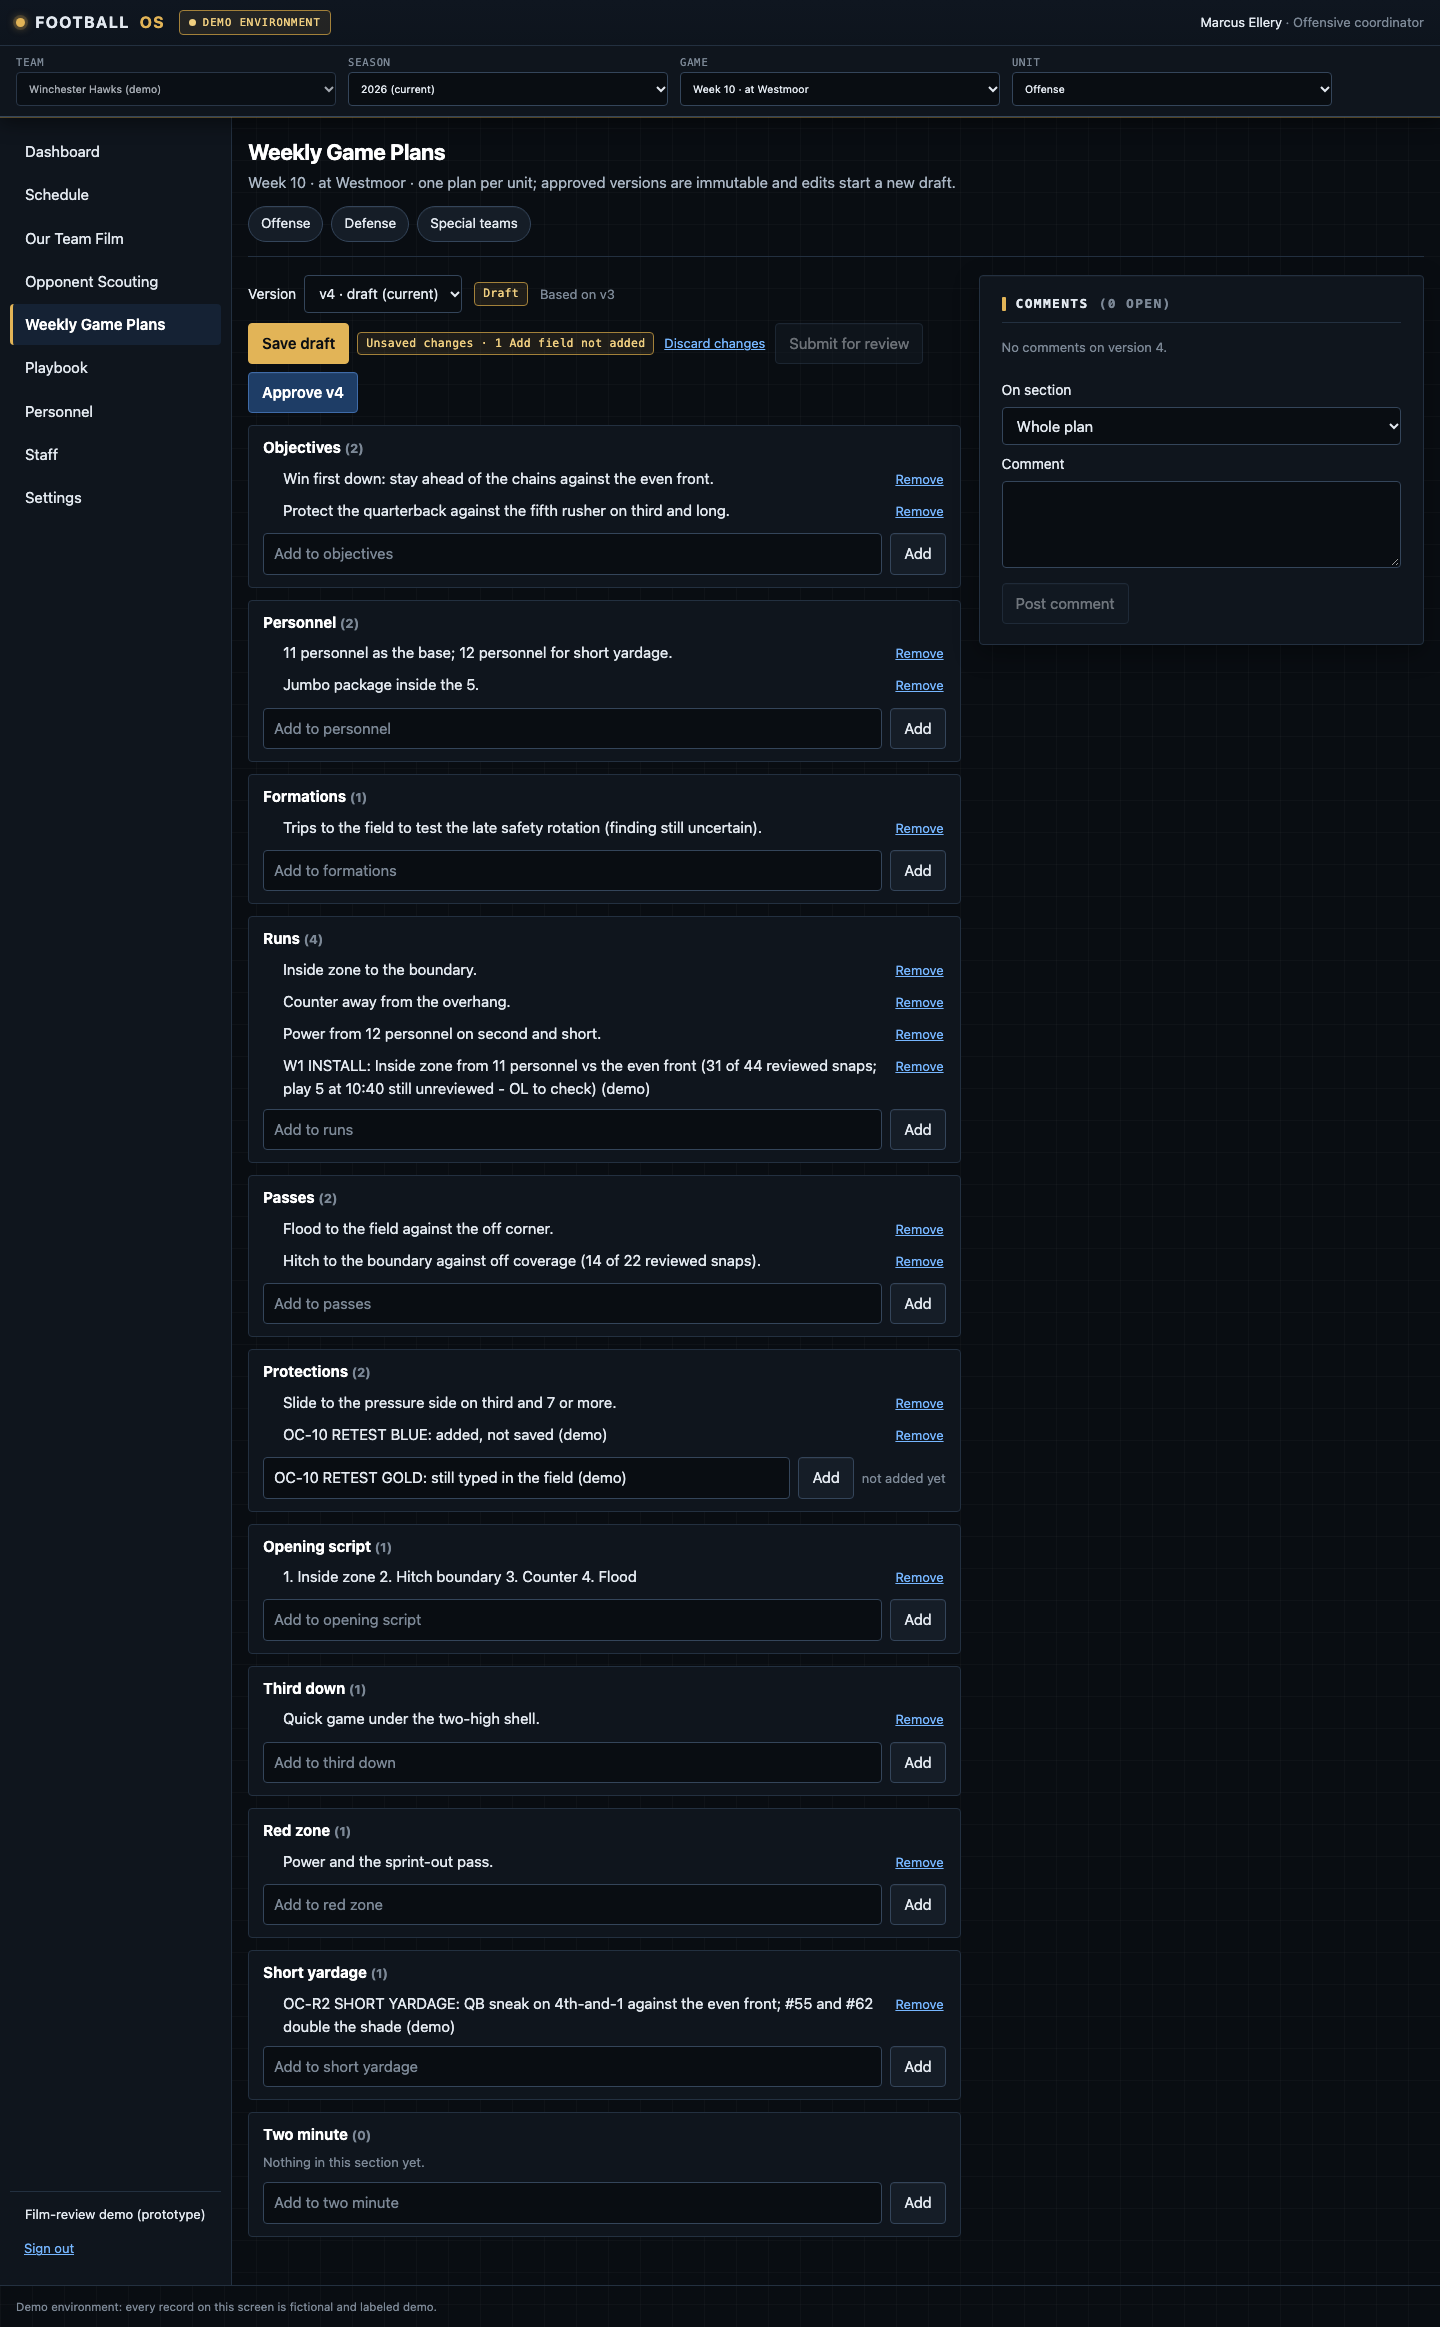 FOOTBALL OS
DEMO ENVIRONMENT
Marcus Ellery · Offensive coordinator
TEAM
Winchester Hawks (demo)
SEASON
2026 (current)
GAME
Week 10 · at Westmoor
UNIT
Offense
Dashboard
Schedule
Our Team Film
Opponent Scouting
Weekly Game Plans
Playbook
Personnel
Staff
Settings
Film-review demo (prototype)
Sign out
Weekly Game Plans
Week 10 · at Westmoor · one plan per unit; approved versions are immutable and edits start a new draft.
Offense
Defense
Special teams
Version
v4 · draft (current)
Draft
Based on v3
Save draft
Unsaved changes · 1 Add field not added
Discard changes
Submit for review
Approve v4
Objectives (2)
Win first down: stay ahead of the chains against the even front.
Remove
Protect the quarterback against the fifth rusher on third and long.
Remove
Add to objectives
Add
Personnel (2)
11 personnel as the base; 12 personnel for short yardage.
Remove
Jumbo package inside the 5.
Remove
Add to personnel
Add
Formations (1)
Trips to the field to test the late safety rotation (finding still uncertain).
Remove
Add to formations
Add
Runs (4)
Inside zone to the boundary.
Remove
Counter away from the overhang.
Remove
Power from 12 personnel on second and short.
Remove
W1 INSTALL: Inside zone from 11 personnel vs the even front (31 of 44 reviewed snaps;
play 5 at 10:40 still unreviewed - OL to check) (demo)
Remove
Add to runs
Add
Passes (2)
Flood to the field against the off corner.
Remove
Hitch to the boundary against off coverage (14 of 22 reviewed snaps).
Remove
Add to passes
Add
Protections (2)
Slide to the pressure side on third and 7 or more.
Remove
OC-10 RETEST BLUE: added, not saved (demo)
Remove
OC-10 RETEST GOLD: still typed in the field (demo)
Add
not added yet
Opening script (1)
1. Inside zone 2. Hitch boundary 3. Counter 4. Flood
Remove
Add to opening script
Add
Third down (1)
Quick game under the two-high shell.
Remove
Add to third down
Add
Red zone (1)
Power and the sprint-out pass.
Remove
Add to red zone
Add
Short yardage (1)
OC-R2 SHORT YARDAGE: QB sneak on 4th-and-1 against the even front; #55 and #62
double the shade (demo)
Remove
Add to short yardage
Add
Two minute (0)
Nothing in this section yet.
Add to two minute
Add
COMMENTS (0 OPEN)
No comments on version 4.
On section
Whole plan
Comment
Post comment
Demo environment: every record on this screen is fictional and labeled demo.